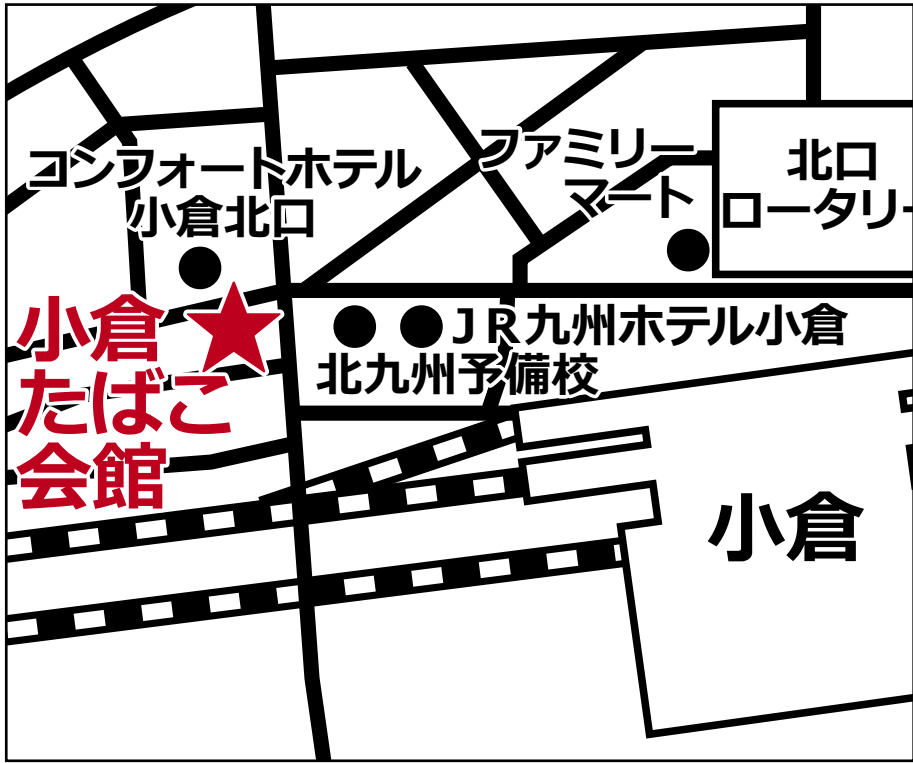 コンフォートホテル
小倉北口
ファミリー
マート
北口
ロータリー
小倉
たばこ
会館
JR九州ホテル小倉
北九州予備校
小倉